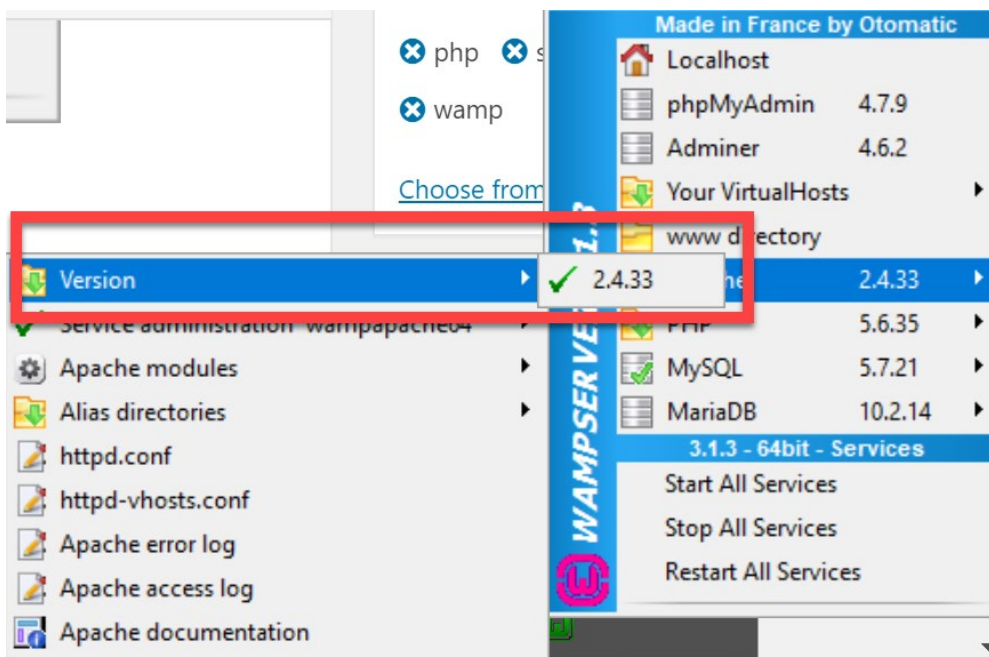 php
wamp
Choose from
Version
2.4.33
Service administration 'wampapache64'
Apache modules
Alias directories
httpd.conf
httpd-vhosts.conf
Apache error log
Apache access log
Apache documentation
WAMPSERVER
Made in France by Otomatic
Localhost
phpMyAdmin 4.7.9
Adminer 4.6.2
Your VirtualHosts
www directory
2.4.33
PHP 5.6.35
MySQL 5.7.21
MariaDB 10.2.14
3.1.3 - 64bit - Services
Start All Services
Stop All Services
Restart All Services